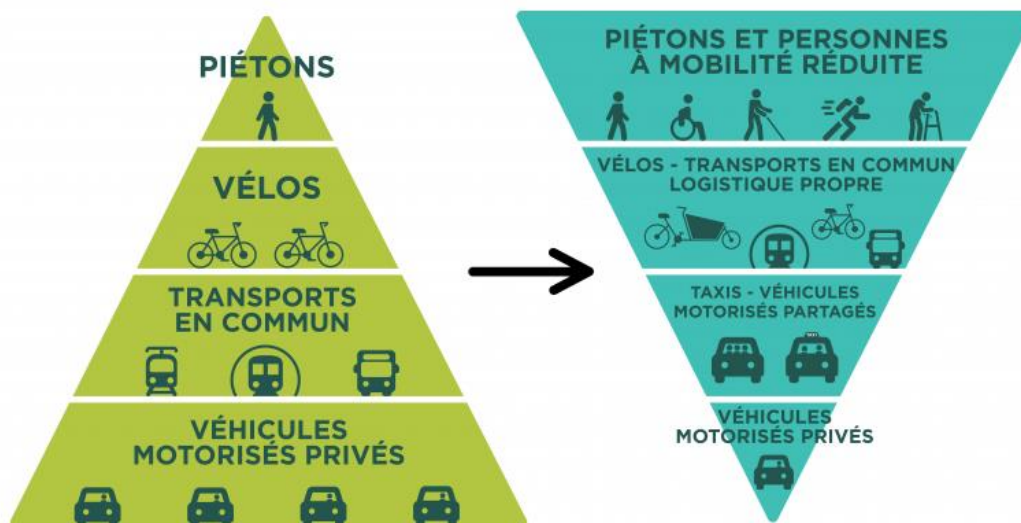 PIÉTONS
VÉLOS
TRANSPORTS
EN COMMUN
VÉHICULES
MOTORISÉS PRIVÉS
PIÉTONS ET PERSONNES
À MOBILITÉ RÉDUITE
VÉLOS - TRANSPORTS EN COMMUN
LOGISTIQUE PROPRE
TAXIS - VÉHICULES
MOTORISÉS PARTAGÉS
VÉHICULES
MOTORISÉS PRIVÉS